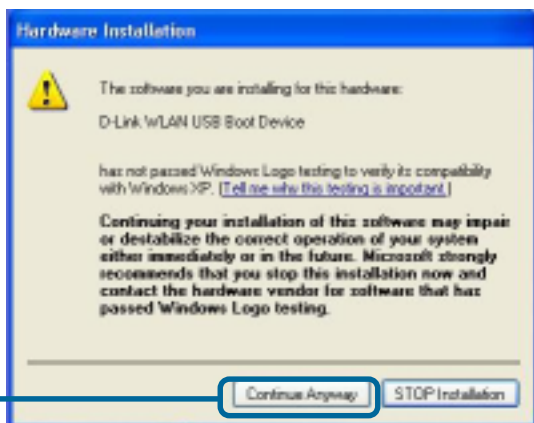 Hardware Installation
The software you are installing for this hardware:
D-Link WLAN USB Boot Device
has not passed Windows Logo testing to verify its compatibility
with Windows XP. (Tell me why this testing is important.)
Continuing your installation of this software may impair
or destabilize the correct operation of your system
either immediately or in the future. Microsoft strongly
recommends that you stop this installation now and
contact the hardware vendor for software that has
passed Windows Logo testing.
Continue Anyway
STOP Installation